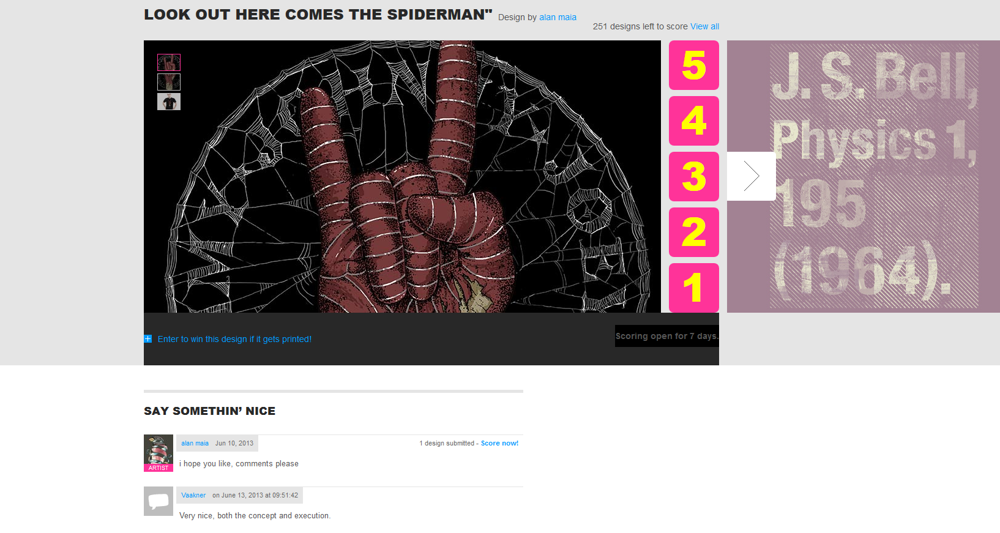 LOOK OUT HERE COMES THE SPIDERMAN" Design by alan maia
251 designs left to score View all
5
4
3
2
1
J. S. Bell,
Physics 1,
195
(1964).
Enter to win this design if it gets printed!
Scoring open for 7 days.
SAY SOMETHIN’ NICE
alan maia Jun 10, 2013 1 design submitted - Score now!
ARTIST
i hope you like, comments please
Vaakner on June 13, 2013 at 09:51:42
Very nice, both the concept and execution.